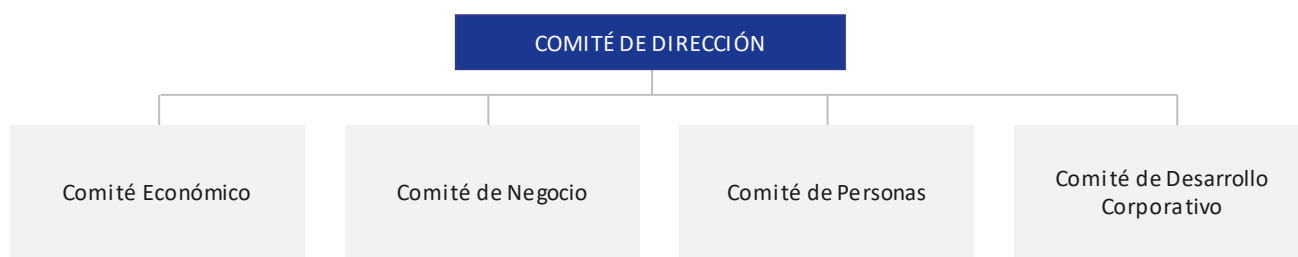 COMITÉ DE DIRECCIÓN
Comité Económico
Comité de Negocio
Comité de Personas
Comité de Desarrollo
Corporativo